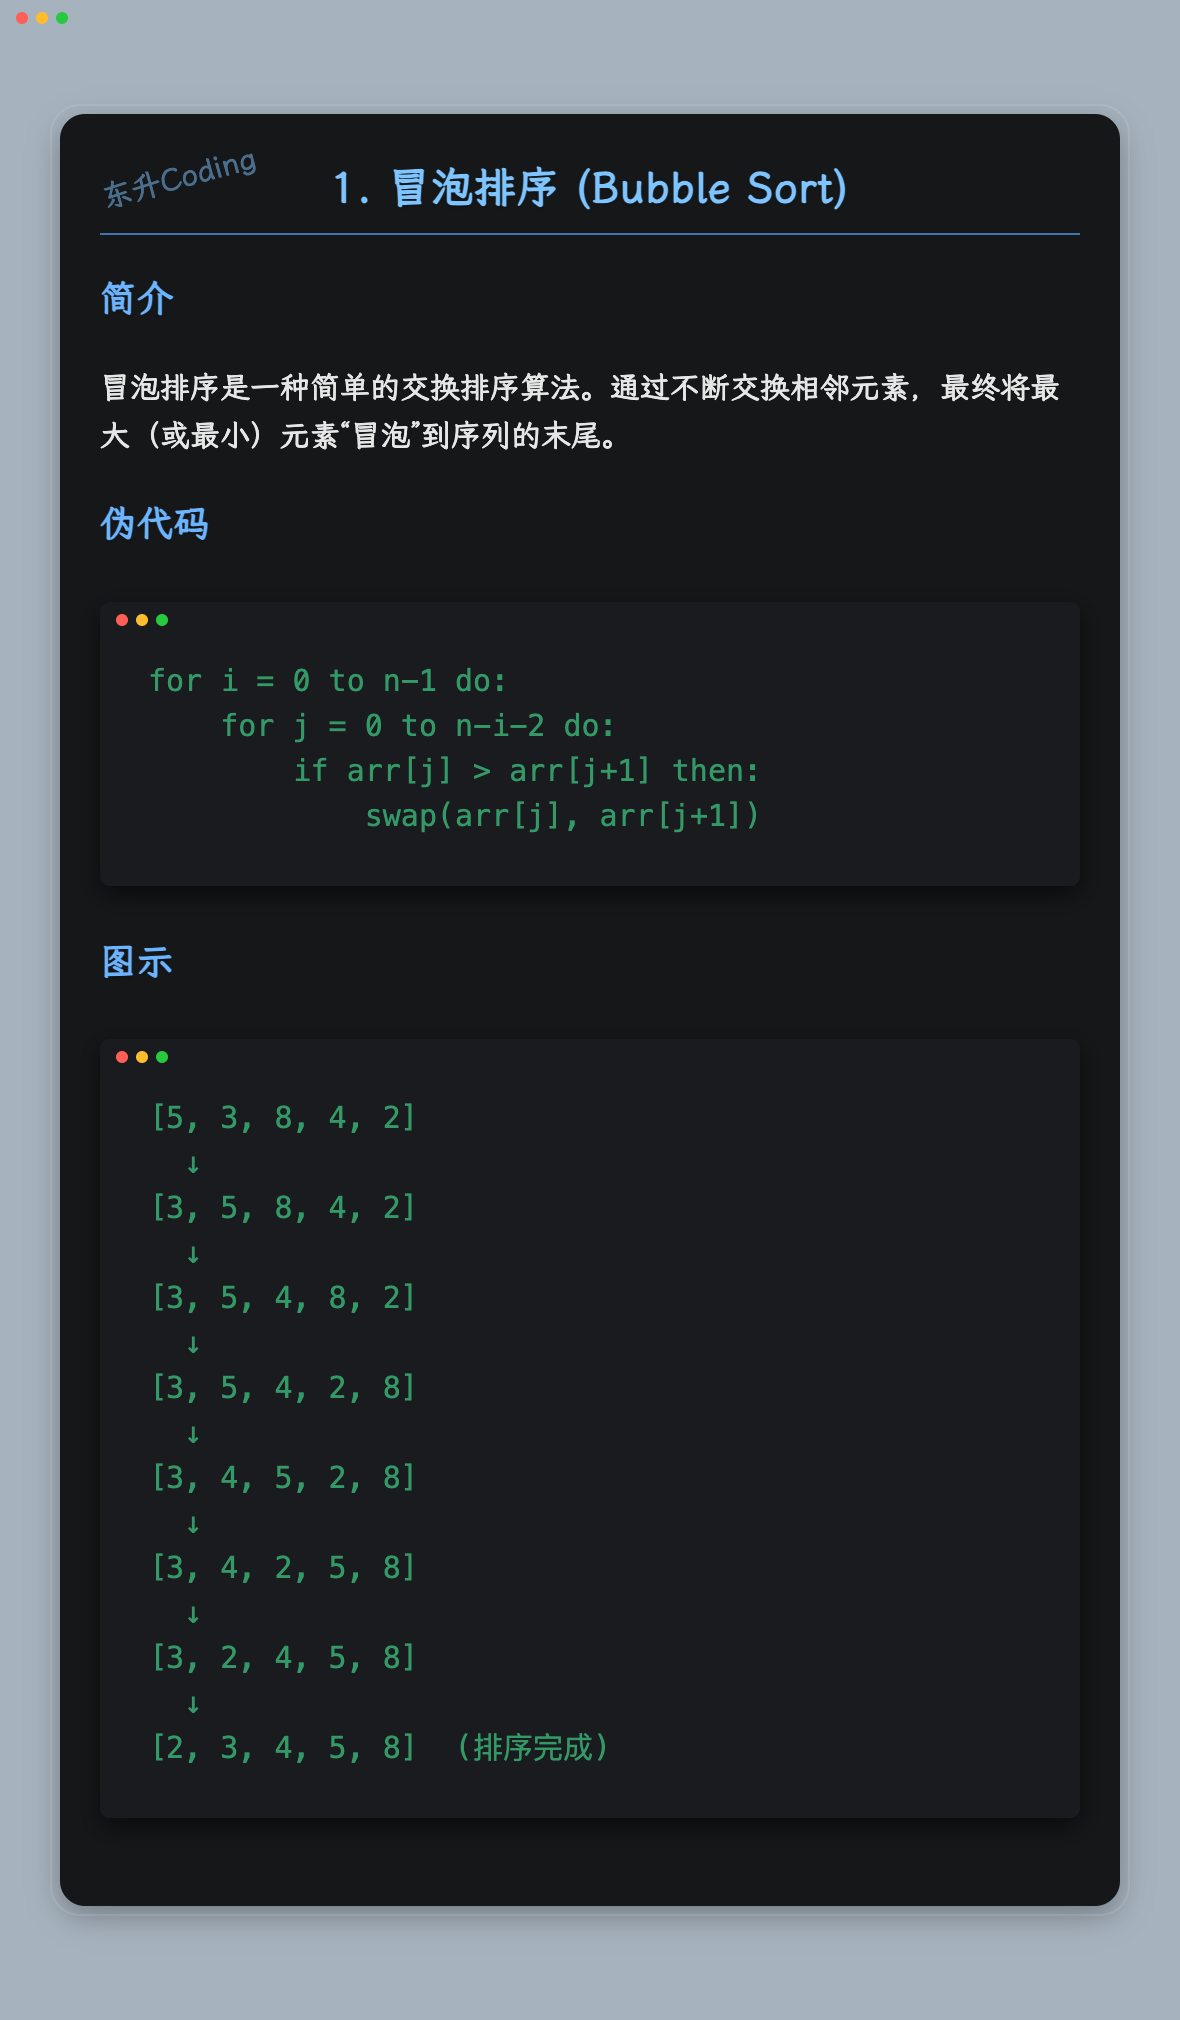 东升Coding
1. 冒泡排序 (Bubble Sort)
简介
冒泡排序是一种简单的交换排序算法。通过不断交换相邻元素，最终将最
大（或最小）元素“冒泡”到序列的末尾。
伪代码
for i = 0 to n-1 do:
    for j = 0 to n-i-2 do:
        if arr[j] > arr[j+1] then:
            swap(arr[j], arr[j+1])
图示
[5, 3, 8, 4, 2]
  ↓
[3, 5, 8, 4, 2]
  ↓
[3, 5, 4, 8, 2]
  ↓
[3, 5, 4, 2, 8]
  ↓
[3, 4, 5, 2, 8]
  ↓
[3, 4, 2, 5, 8]
  ↓
[3, 2, 4, 5, 8]
  ↓
[2, 3, 4, 5, 8]  (排序完成)